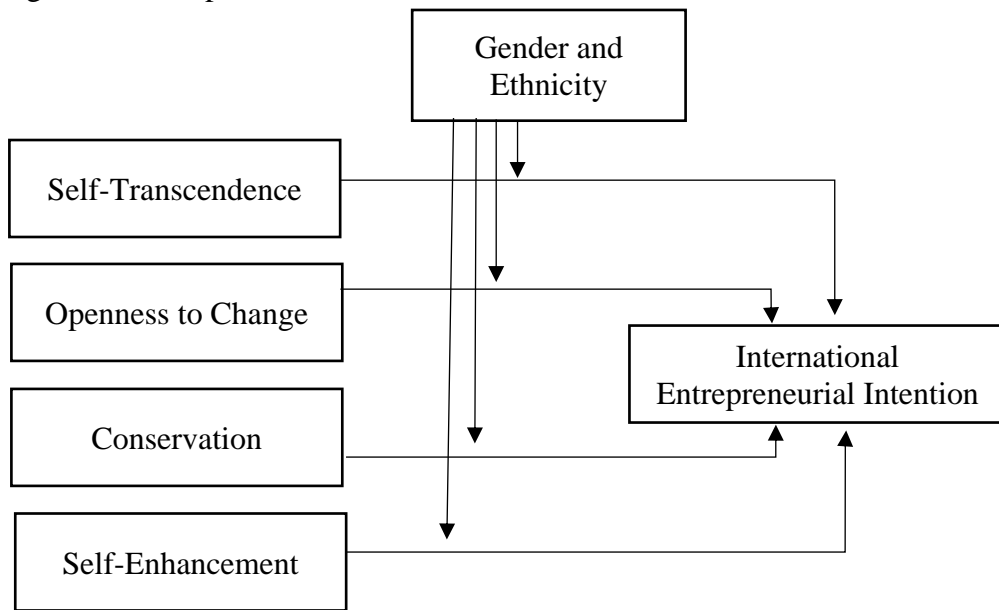 Gender and
Ethnicity
Self-Transcendence
Openness to Change
International
Entrepreneurial Intention
Conservation
Self-Enhancement